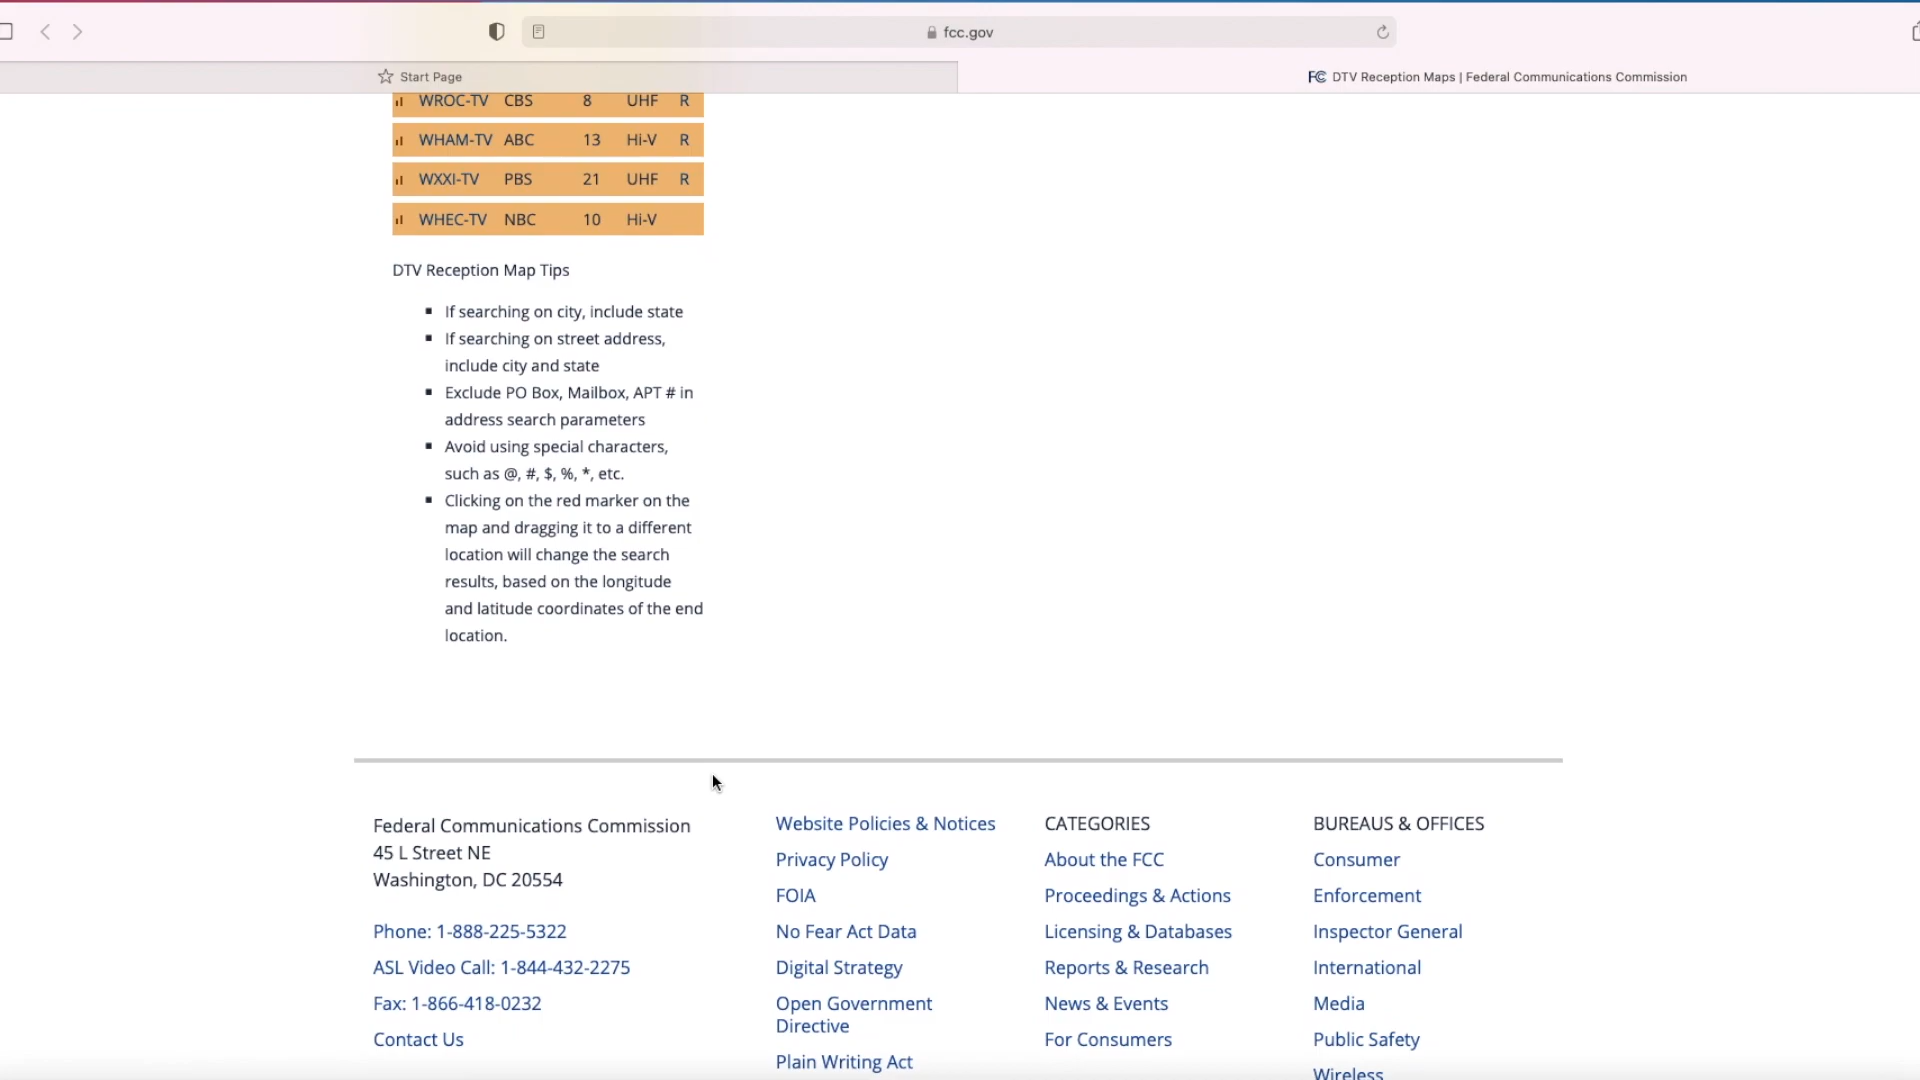 fcc.gov
Start Page
FC DTV Reception Maps | Federal Communications Commission
WROC-TV CBS 8 UHF R
WHAM-TV ABC 13 Hi-V R
WXXI-TV PBS 21 UHF R
WHEC-TV NBC 10 Hi-V
DTV Reception Map Tips
▪ If searching on city, include state
▪ If searching on street address,
include city and state
▪ Exclude PO Box, Mailbox, APT # in
address search parameters
▪ Avoid using special characters,
such as @, #, $, %, *, etc.
▪ Clicking on the red marker on the
map and dragging it to a different
location will change the search
results, based on the longitude
and latitude coordinates of the end
location.
Federal Communications Commission
45 L Street NE
Washington, DC 20554
Phone: 1-888-225-5322
ASL Video Call: 1-844-432-2275
Fax: 1-866-418-0232
Contact Us
Website Policies & Notices
Privacy Policy
FOIA
No Fear Act Data
Digital Strategy
Open Government
Directive
Plain Writing Act
CATEGORIES
About the FCC
Proceedings & Actions
Licensing & Databases
Reports & Research
News & Events
For Consumers
BUREAUS & OFFICES
Consumer
Enforcement
Inspector General
International
Media
Public Safety
Wireless